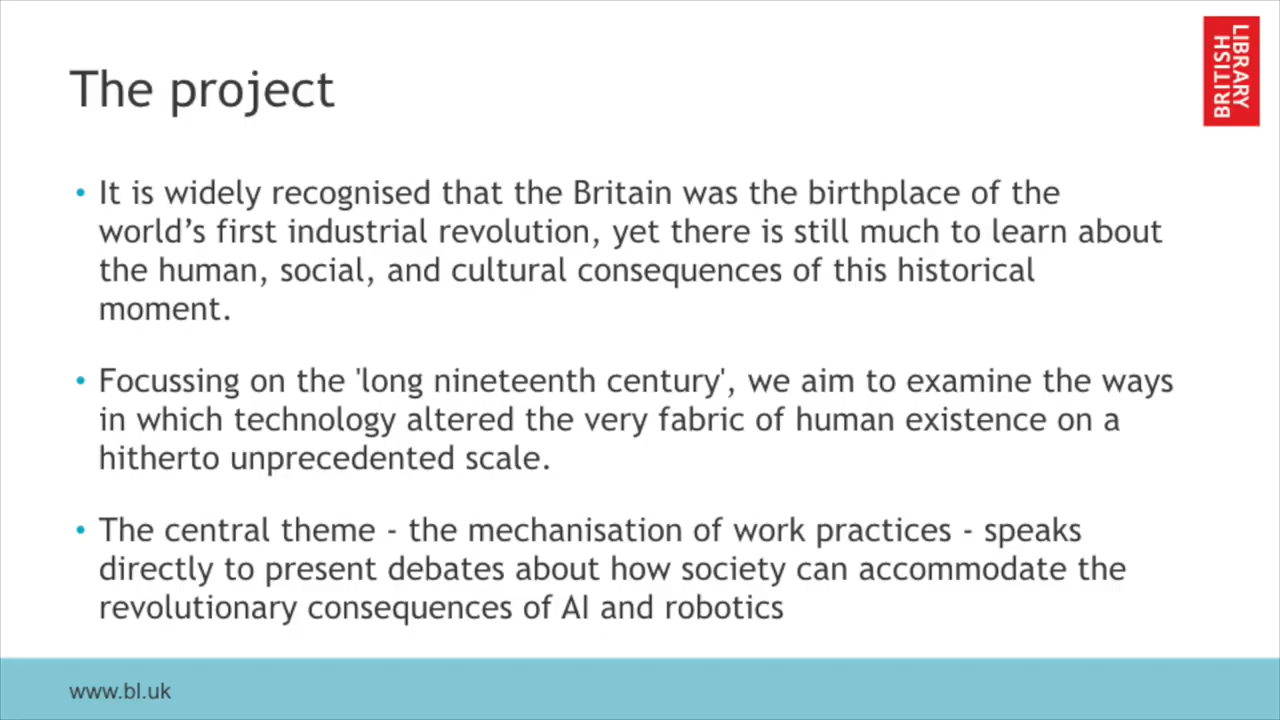 The project
LIBRARY
BRITISH
• It is widely recognised that the Britain was the birthplace of the
world’s first industrial revolution, yet there is still much to learn about
the human, social, and cultural consequences of this historical
moment.
• Focussing on the 'long nineteenth century', we aim to examine the ways
in which technology altered the very fabric of human existence on a
hitherto unprecedented scale.
• The central theme - the mechanisation of work practices - speaks
directly to present debates about how society can accommodate the
revolutionary consequences of AI and robotics
www.bl.uk